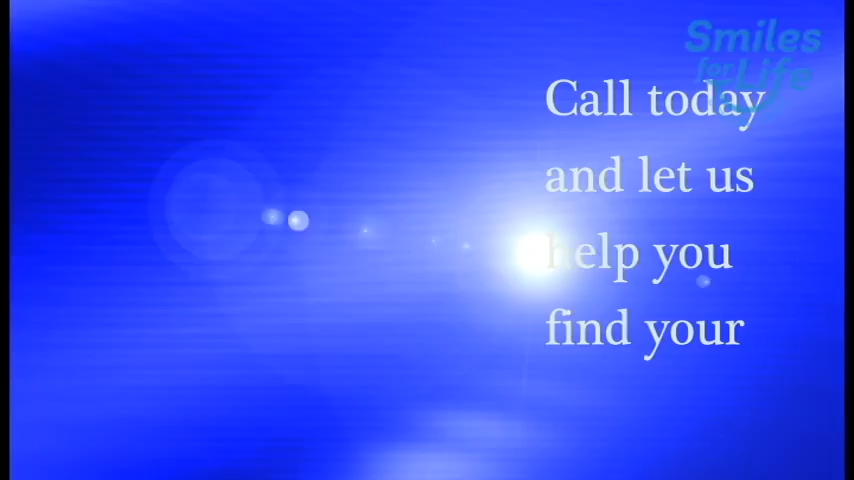 Smiles
for Life
Call today
and let us
help you
find your